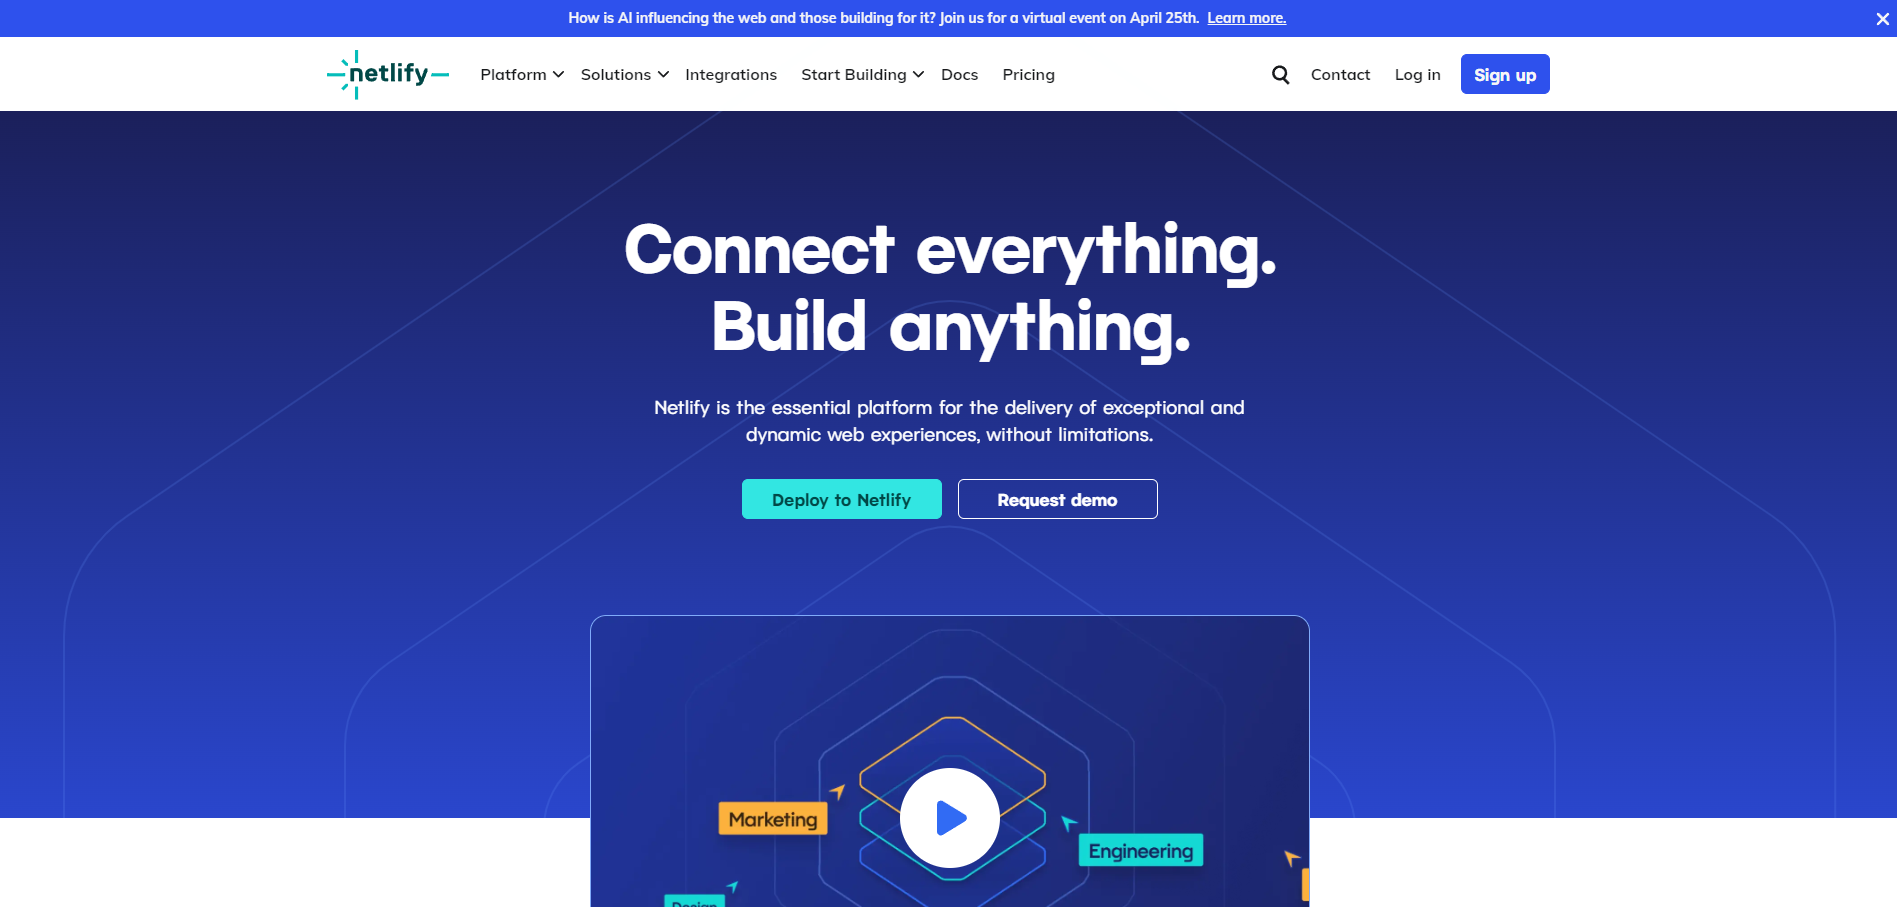 How is AI influencing the web and those building for it? Join us for a virtual event on April 25th. Learn more.
netlify
Platform
Solutions
Integrations
Start Building
Docs
Pricing
Contact
Log in
Sign up
Connect everything.
Build anything.
Netlify is the essential platform for the delivery of exceptional and
dynamic web experiences, without limitations.
Deploy to Netlify
Request demo
Marketing
Engineering
Design